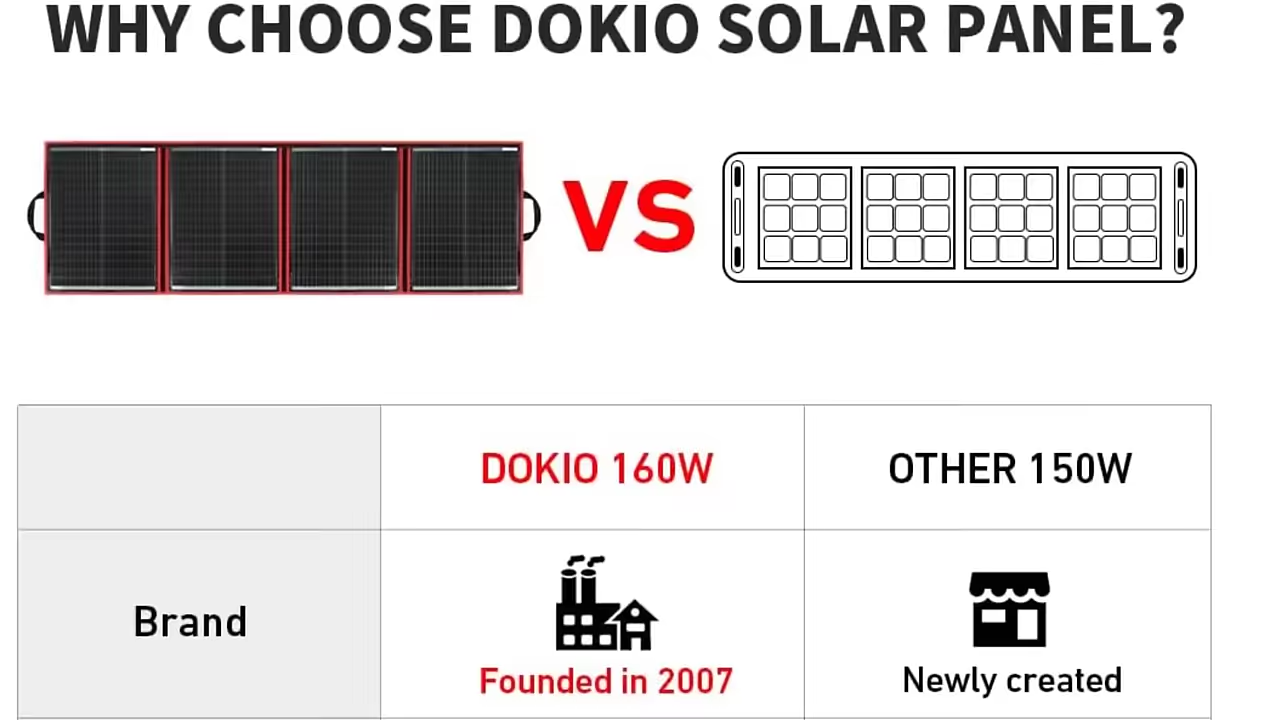 WHY CHOOSE DOKIO SOLAR PANEL?
VS
DOKIO 160W
OTHER 150W
Brand
Founded in 2007
Newly created